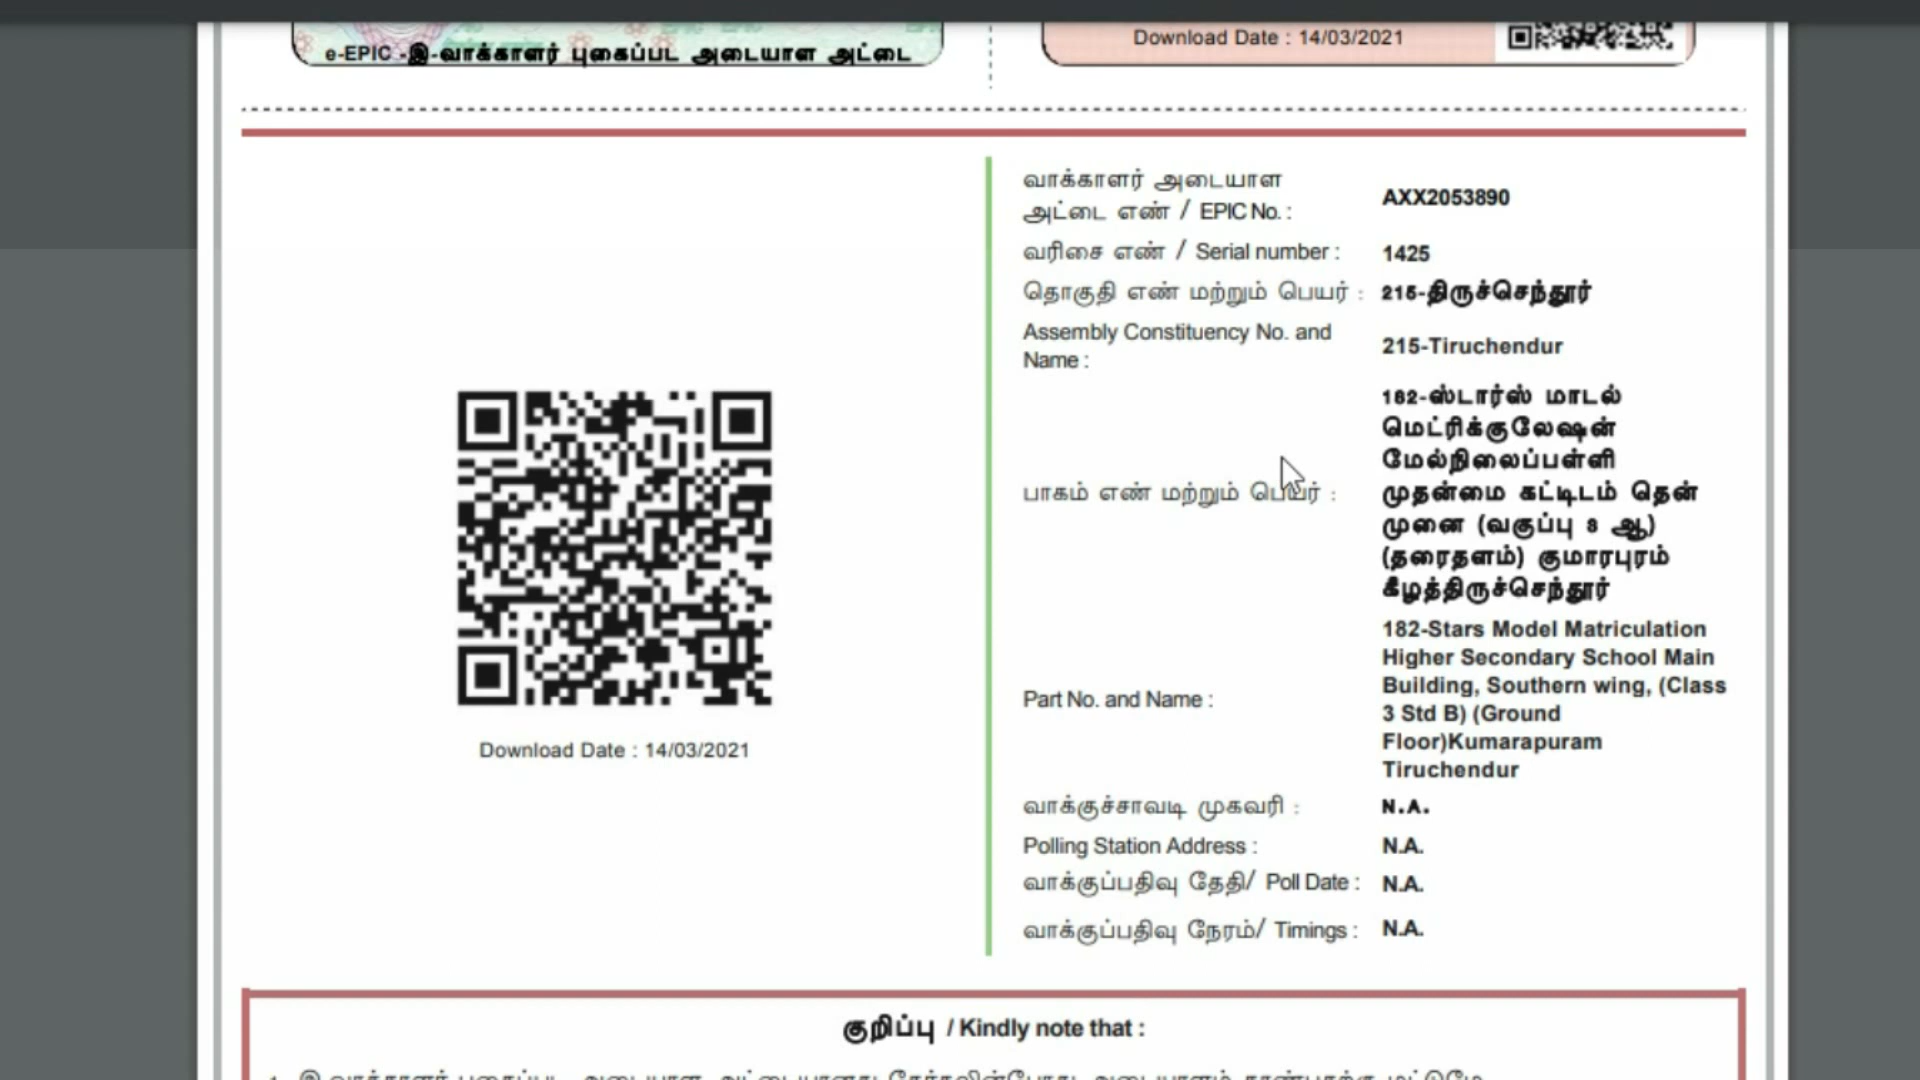 e-EPIC -இ-வாக்காளர் புகைப்பட அடையாள அட்டை
Download Date : 14/03/2021
Download Date : 14/03/2021
வாக்காளர் அடையாள
அட்டை எண் / EPIC No. :
AXX2053890
வரிசை எண் / Serial number :
1425
தொகுதி எண் மற்றும் பெயர் :
215-திருச்செந்தூர்
Assembly Constituency No. and
Name :
215-Tiruchendur
பாகம் எண் மற்றும் பெயர் :
182-ஸ்டார்ஸ் மாடல்
மெட்ரிக்குலேஷன்
மேல்நிலைப்பள்ளி
முதன்மை கட்டிடம் தென்
முனை (வகுப்பு 3 ஆ)
(தரைதளம்) குமாரபுரம்
கீழத்திருச்செந்தூர்
Part No. and Name :
182-Stars Model Matriculation
Higher Secondary School Main
Building, Southern wing, (Class
3 Std B) (Ground
Floor)Kumarapuram
Tiruchendur
வாக்குச்சாவடி முகவரி :
N.A.
Polling Station Address :
N.A.
வாக்குப்பதிவு தேதி/ Poll Date :
N.A.
வாக்குப்பதிவு நேரம்/ Timings :
N.A.
குறிப்பு / Kindly note that :